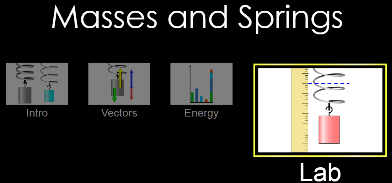 Masses and Springs
Intro
Vectors
Energy
Lab